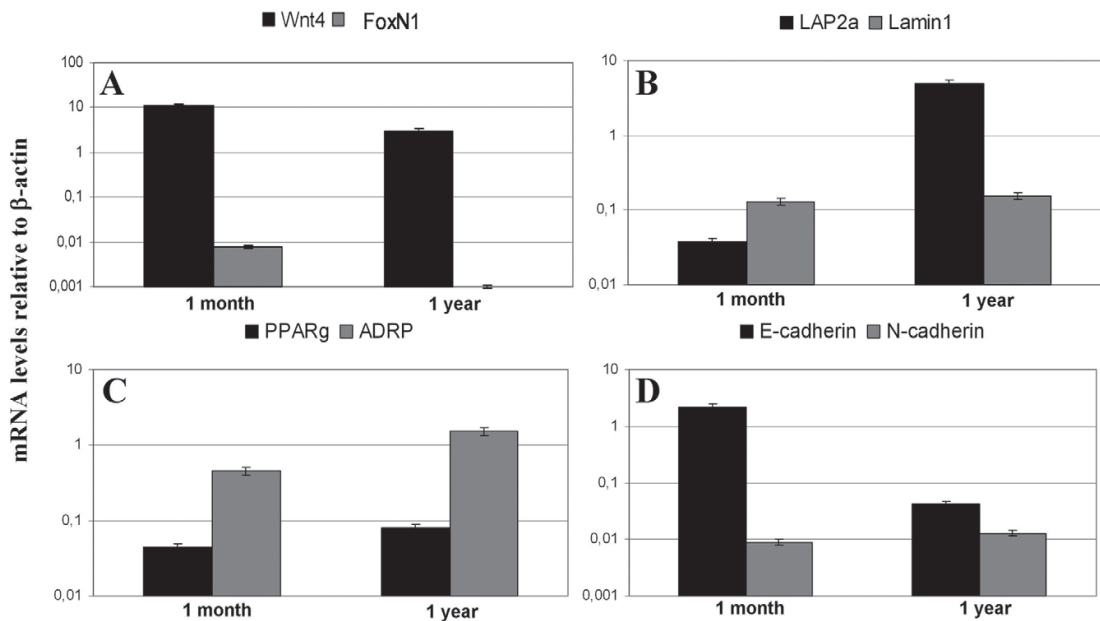 mRNA levels relative to β-actin
Wnt4 FoxN1
A
100
10
1
0,1
0,01
0,001
1 month 1 year
LAP2a Lamin1
B
10
1
0,1
0,01
1 month 1 year
PPARg ADRP
C
10
1
0,1
0,01
1 month 1 year
E-cadherin N-cadherin
D
10
1
0,1
0,01
0,001
1 month 1 year